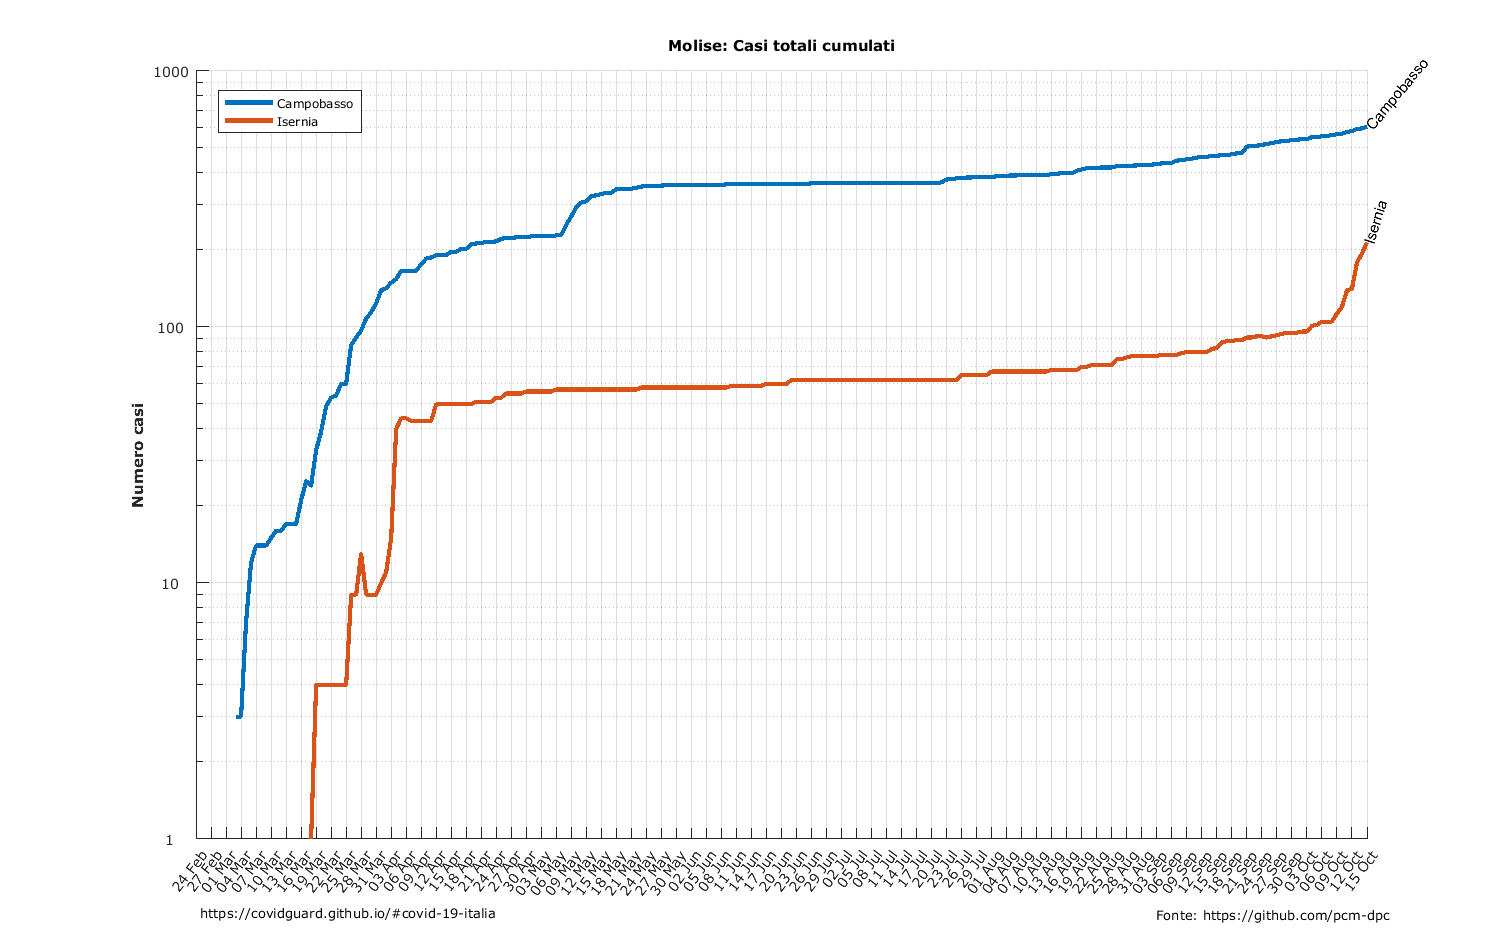 Molise: Casi totali cumulati
1000
100
10
1
Numero casi
Campobasso
Isernia
Campobasso
Isernia
24 Feb
27 Feb
01 Mar
04 Mar
07 Mar
10 Mar
13 Mar
16 Mar
19 Mar
22 Mar
25 Mar
28 Mar
31 Mar
03 Apr
06 Apr
09 Apr
12 Apr
15 Apr
18 Apr
21 Apr
24 Apr
27 Apr
30 Apr
03 May
06 May
09 May
12 May
15 May
18 May
21 May
24 May
27 May
30 May
02 Jun
05 Jun
08 Jun
11 Jun
14 Jun
17 Jun
20 Jun
23 Jun
26 Jun
29 Jun
02 Jul
05 Jul
08 Jul
11 Jul
14 Jul
17 Jul
20 Jul
23 Jul
26 Jul
29 Jul
01 Aug
04 Aug
07 Aug
10 Aug
13 Aug
16 Aug
19 Aug
22 Aug
25 Aug
28 Aug
31 Aug
03 Sep
06 Sep
09 Sep
12 Sep
15 Sep
18 Sep
21 Sep
24 Sep
27 Sep
30 Sep
03 Oct
06 Oct
09 Oct
12 Oct
15 Oct
https://covidguard.github.io/#covid-19-italia
Fonte: https://github.com/pcm-dpc